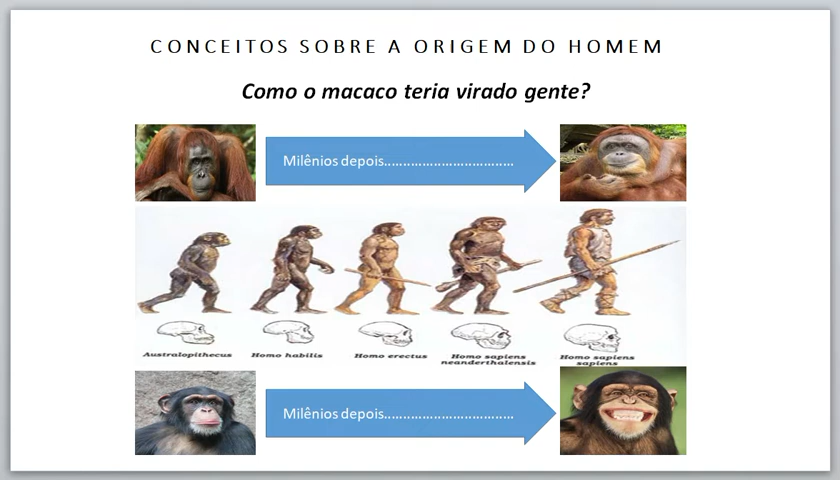 CONCEITOS SOBRE A ORIGEM DO HOMEM
Como o macaco teria virado gente?
Milênios depois..................................
Australopithecus
Homo habilis
Homo erectus
Homo sapiens
neanderthalensis
Homo sapiens
sapiens
Milênios depois..................................